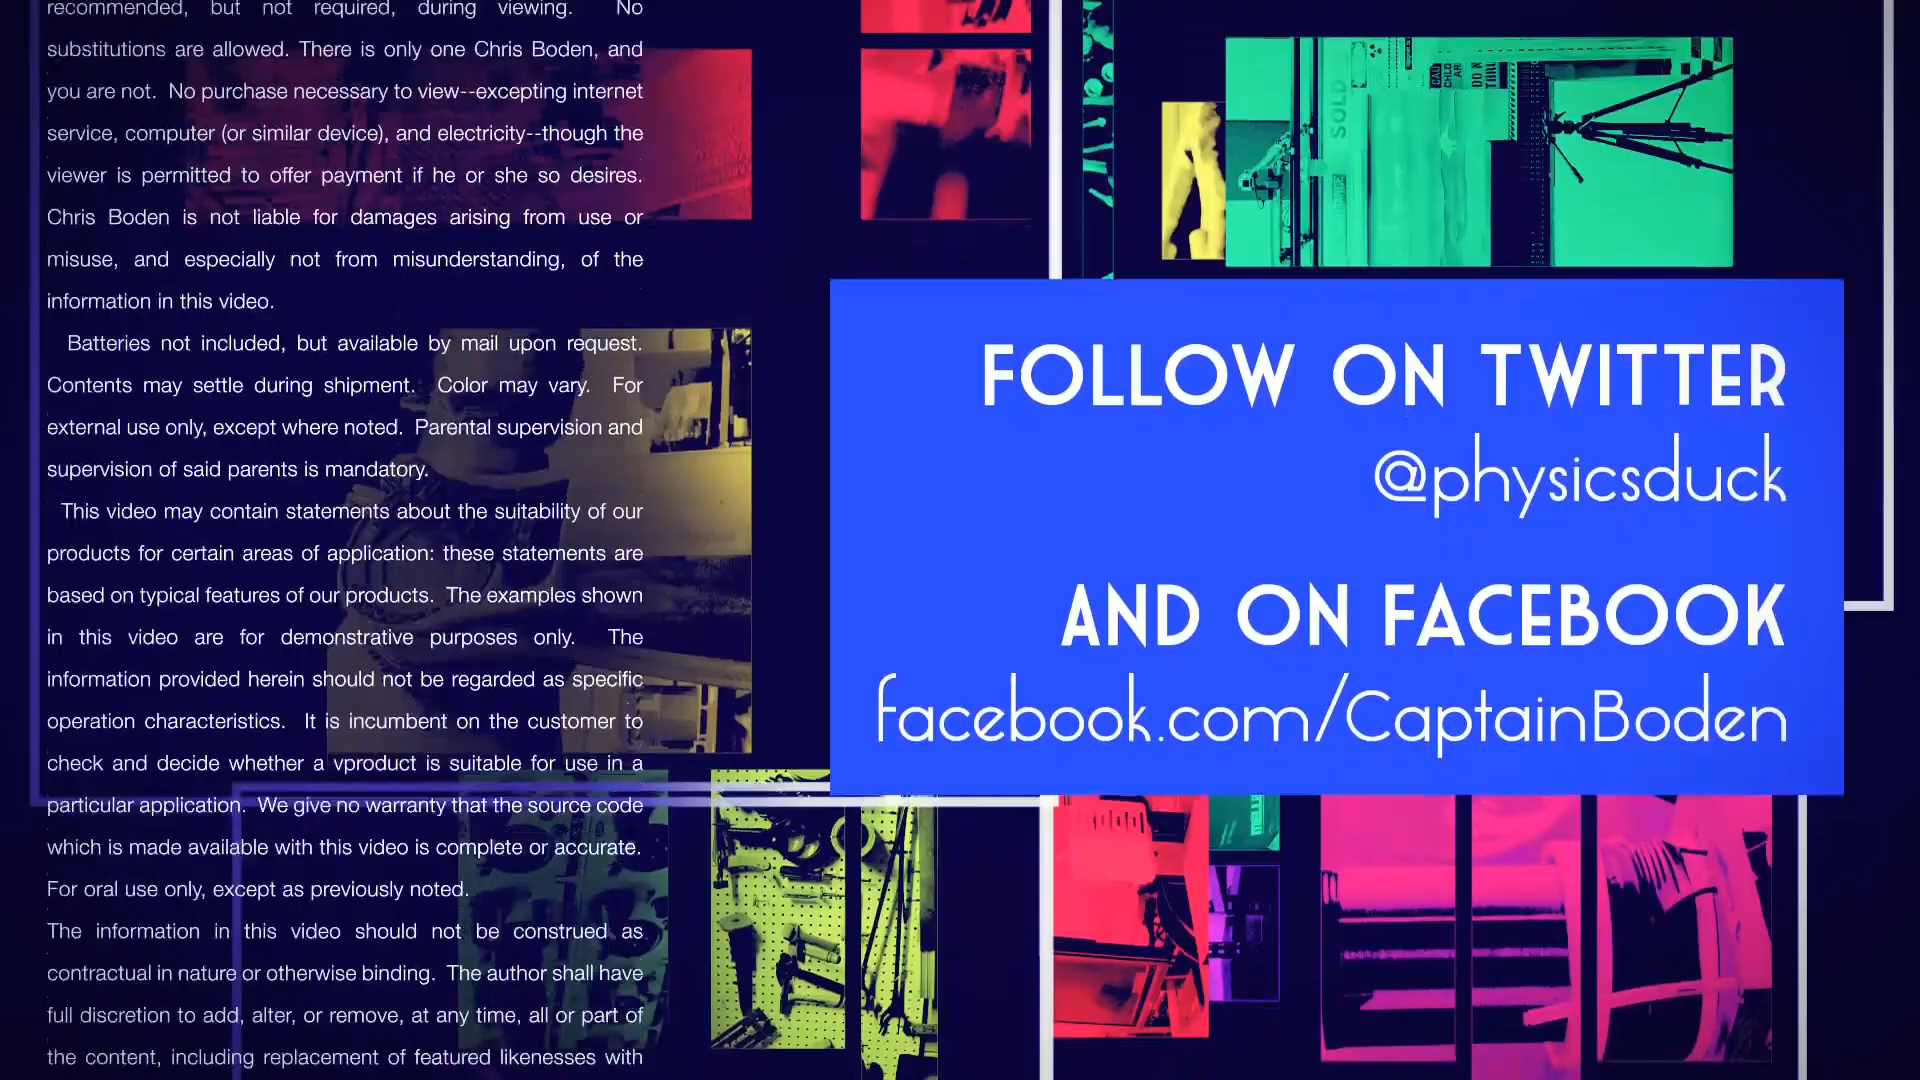 recommended, but not required, during viewing. No
substitutions are allowed. There is only one Chris Boden, and
you are not. No purchase necessary to view--excepting internet
service, computer (or similar device), and electricity--though the
viewer is permitted to offer payment if he or she so desires.
Chris Boden is not liable for damages arising from use or
misuse, and especially not from misunderstanding, of the
information in this video.
Batteries not included, but available by mail upon request.
Contents may settle during shipment. Color may vary. For
external use only, except where noted. Parental supervision and
supervision of said parents is mandatory.
This video may contain statements about the suitability of our
products for certain areas of application: these statements are
based on typical features of our products. The examples shown
in this video are for demonstrative purposes only. The
information provided herein should not be regarded as specific
operation characteristics. It is incumbent on the customer to
check and decide whether a vproduct is suitable for use in a
particular application. We give no warranty that the source code
which is made available with this video is complete or accurate.
For oral use only, except as previously noted.
The information in this video should not be construed as
contractual in nature or otherwise binding. The author shall have
full discretion to add, alter, or remove, at any time, all or part of
the content, including replacement of featured likenesses with
SOLD
FOLLOW ON TWITTER
@physicsduck
AND ON FACEBOOK
facebook.com/CaptainBoden